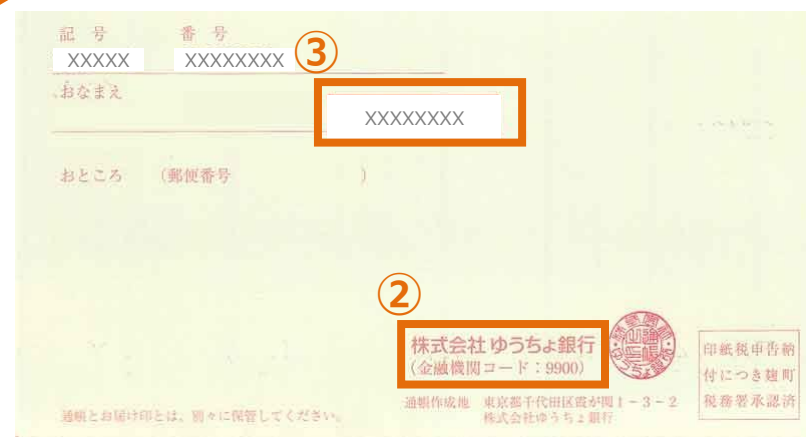 記号 番号
XXXXX XXXXXXXX ③
おなまえ
XXXXXXXX
おところ (郵便番号 )
②
株式会社 ゆうちょ銀行
(金融機関コード:9900)
印紙税申告納
付につき麹町
税務署承認済
通帳作成地 東京都千代田区霞が関1-3-2
株式会社ゆうちょ銀行
通帳とお届け印とは、別々に保管してください。